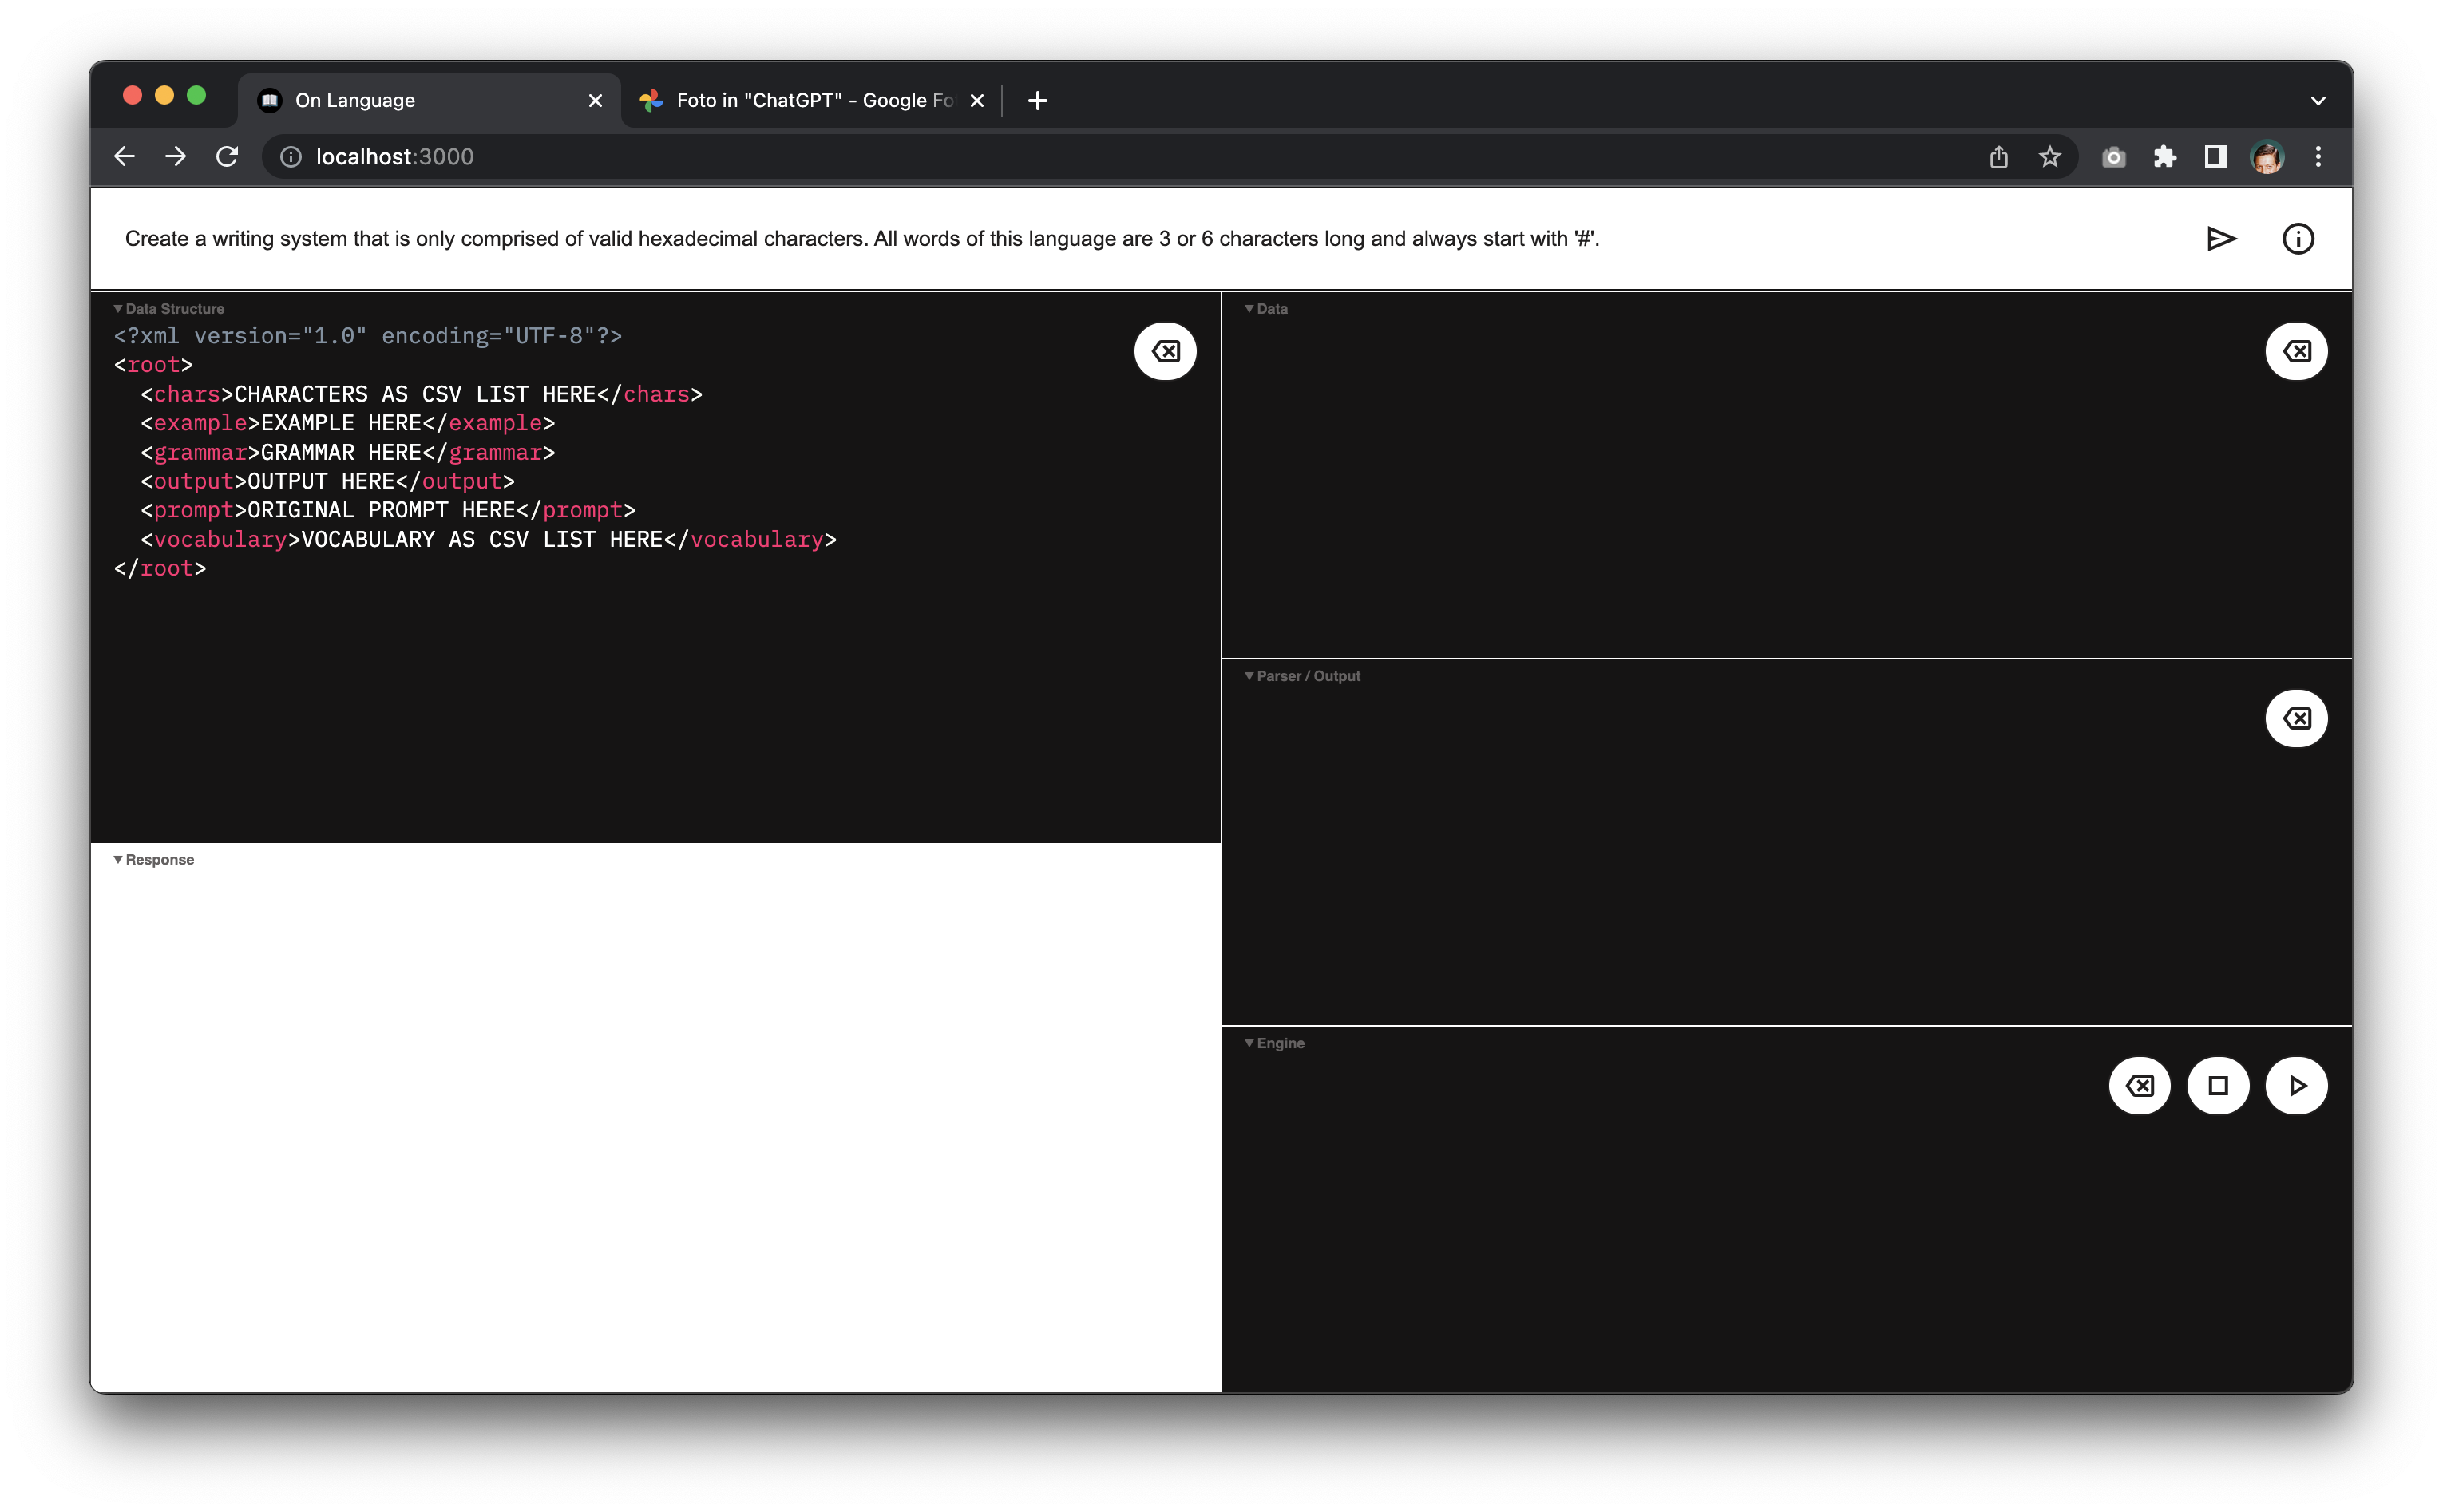 On Language
Foto in "ChatGPT" - Google Fo
localhost:3000
Create a writing system that is only comprised of valid hexadecimal characters. All words of this language are 3 or 6 characters long and always start with '#'.
Data Structure
<?xml version="1.0" encoding="UTF-8"?>
<root>
  <chars>CHARACTERS AS CSV LIST HERE</chars>
  <example>EXAMPLE HERE</example>
  <grammar>GRAMMAR HERE</grammar>
  <output>OUTPUT HERE</output>
  <prompt>ORIGINAL PROMPT HERE</prompt>
  <vocabulary>VOCABULARY AS CSV LIST HERE</vocabulary>
</root>
Response
Data
Parser / Output
Engine